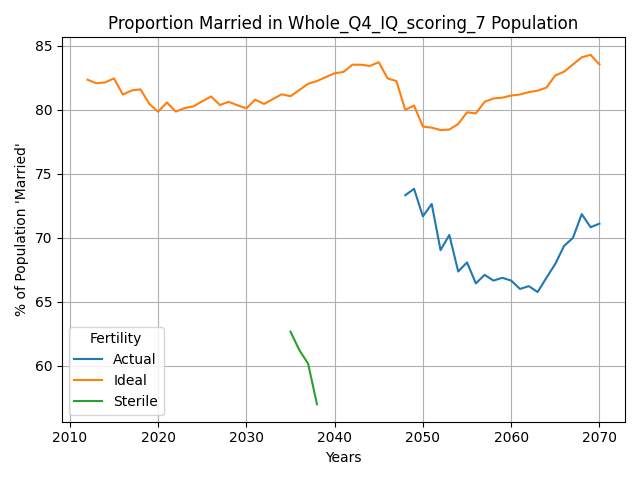 Proportion Married in Whole_Q4_IQ_scoring_7 Population
% of Population 'Married'
85
80
75
70
65
60
Fertility
Actual
Ideal
Sterile
2010 2020 2030 2040 2050 2060 2070
Years